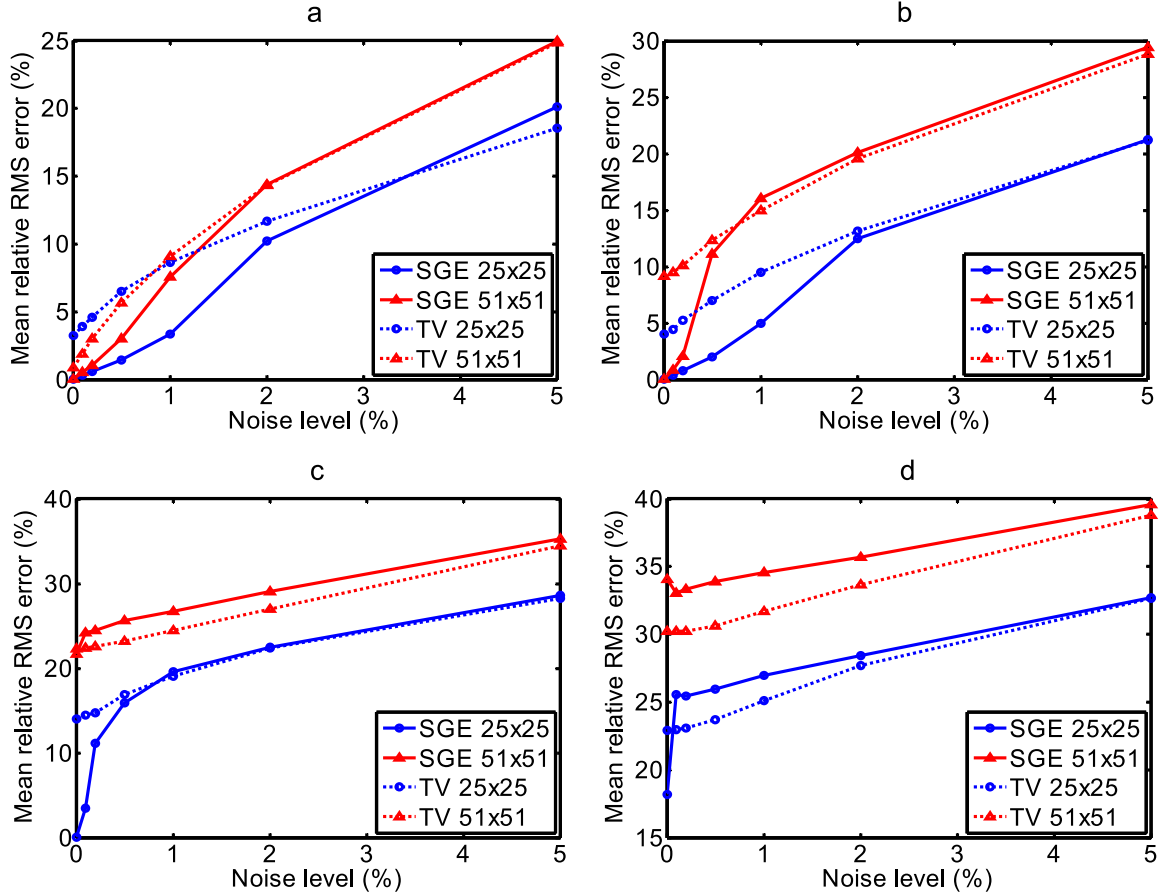 a
Mean relative RMS error (%)
25
20
15
10
5
0
0 1 2 3 4 5
Noise level (%)
SGE 25x25
SGE 51x51
TV 25x25
TV 51x51
b
Mean relative RMS error (%)
30
25
20
15
10
5
0
0 1 2 3 4 5
Noise level (%)
SGE 25x25
SGE 51x51
TV 25x25
TV 51x51
c
Mean relative RMS error (%)
40
30
20
10
0
0 1 2 3 4 5
Noise level (%)
SGE 25x25
SGE 51x51
TV 25x25
TV 51x51
d
Mean relative RMS error (%)
40
35
30
25
20
15
0 1 2 3 4 5
Noise level (%)
SGE 25x25
SGE 51x51
TV 25x25
TV 51x51